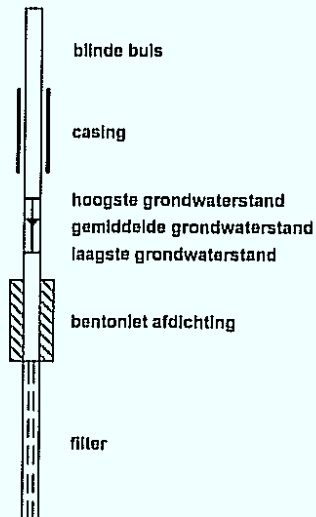 blinde buis
casing
hoogste grondwaterstand
gemiddelde grondwaterstand
laagste grondwaterstand
bentoniet afdichting
filter